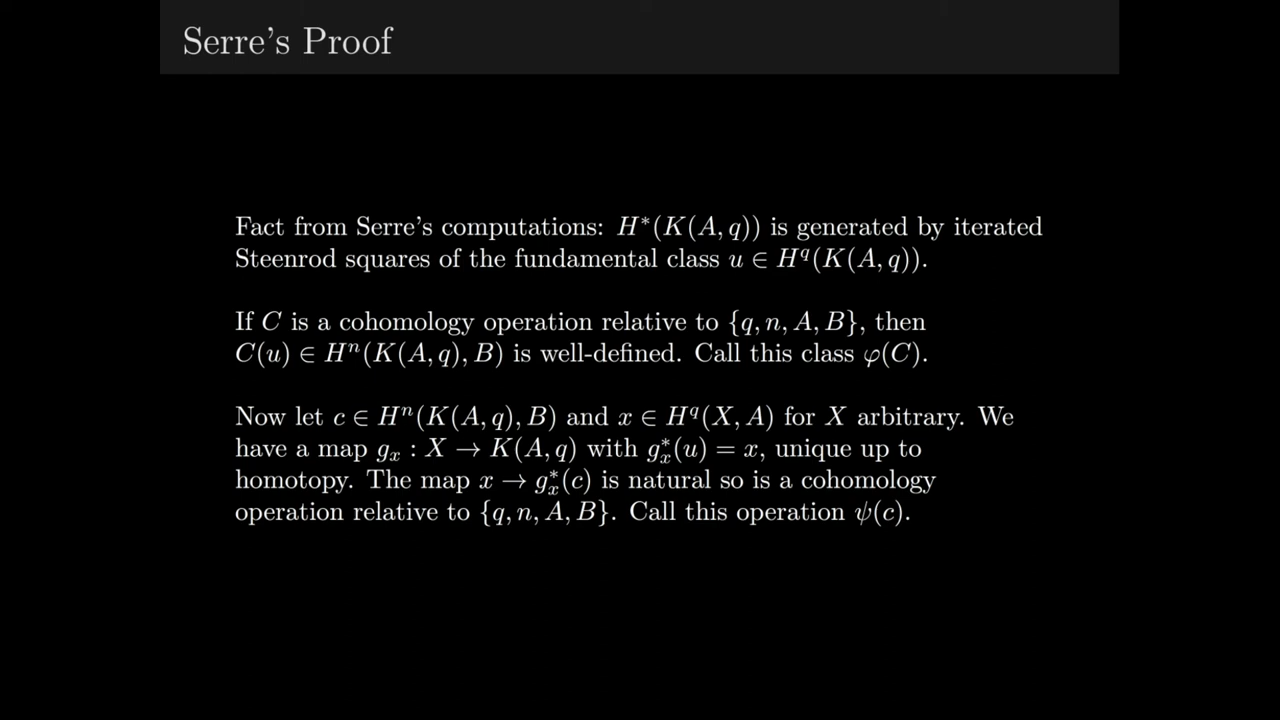 Serre's Proof
Fact from Serre's computations: H*(K(A, q)) is generated by iterated
Steenrod squares of the fundamental class u ∈ H^q(K(A, q)).
If C is a cohomology operation relative to {q, n, A, B}, then
C(u) ∈ H^n(K(A, q), B) is well-defined. Call this class φ(C).
Now let c ∈ H^n(K(A, q), B) and x ∈ H^q(X, A) for X arbitrary. We
have a map g_x : X → K(A, q) with g_x^*(u) = x, unique up to
homotopy. The map x → g_x^*(c) is natural so is a cohomology
operation relative to {q, n, A, B}. Call this operation ψ(c).